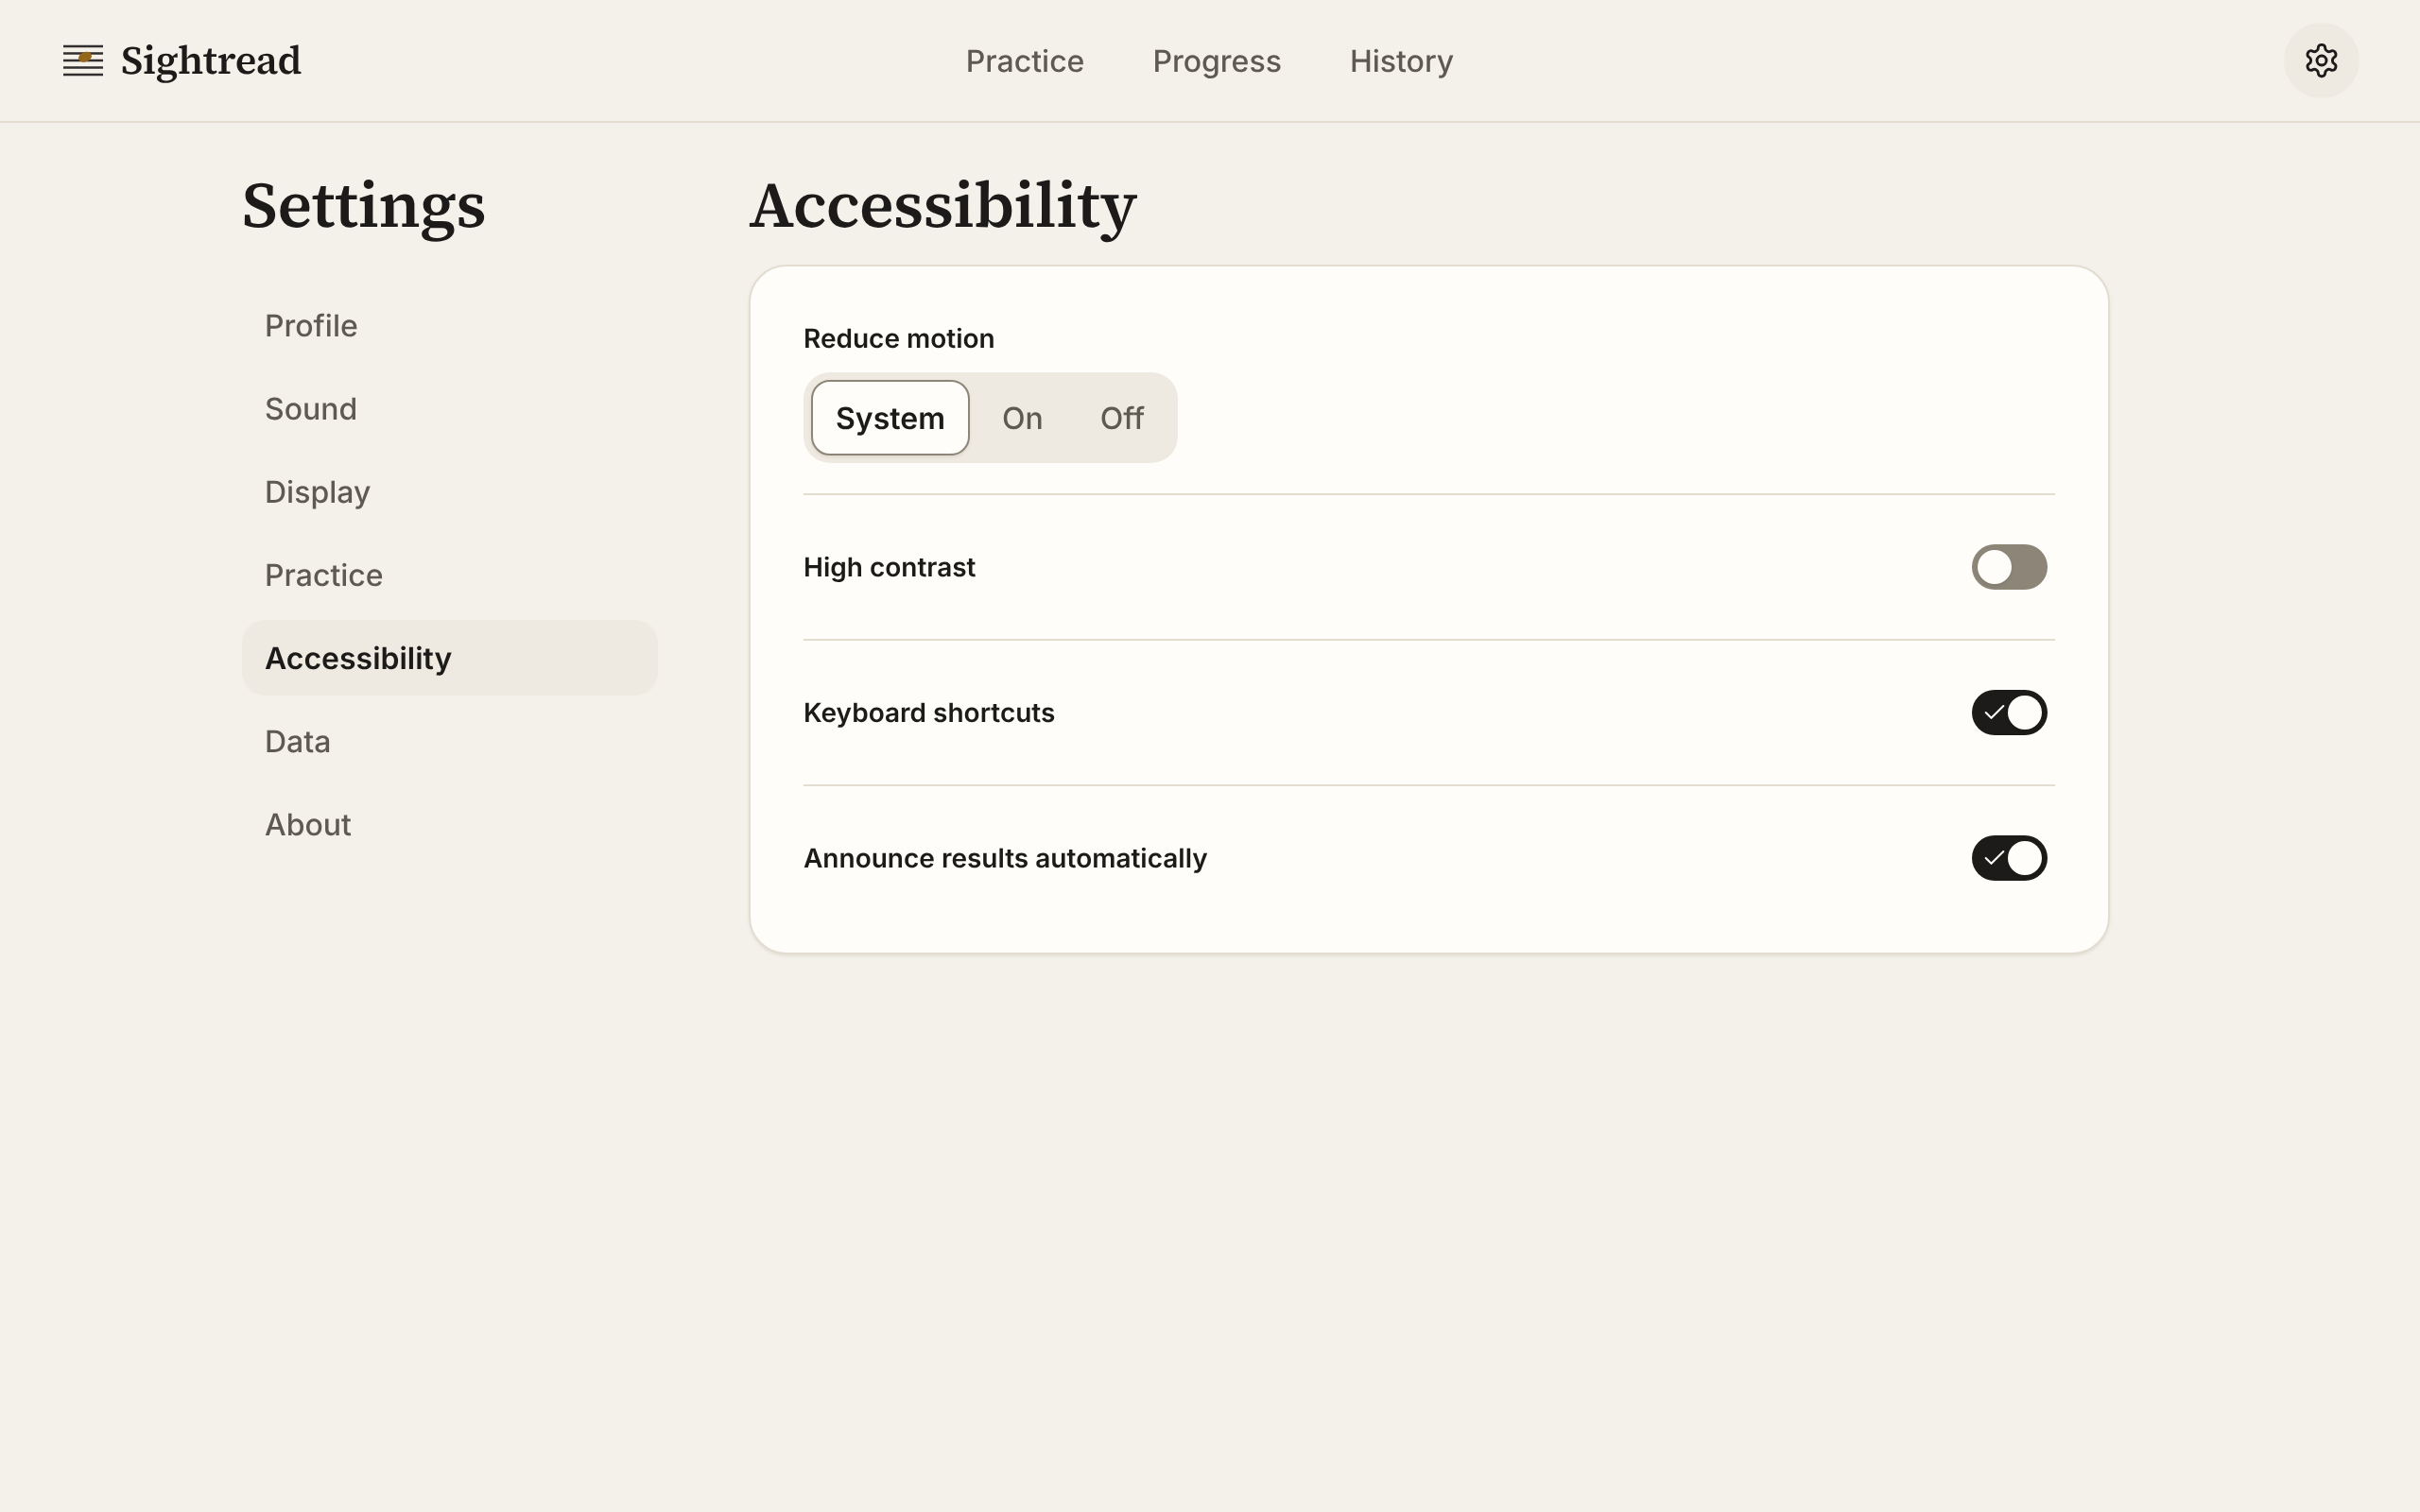 Sightread
Practice
Progress
History
Settings
Profile
Sound
Display
Practice
Accessibility
Data
About
Accessibility
Reduce motion
System
On
Off
High contrast
Keyboard shortcuts
Announce results automatically